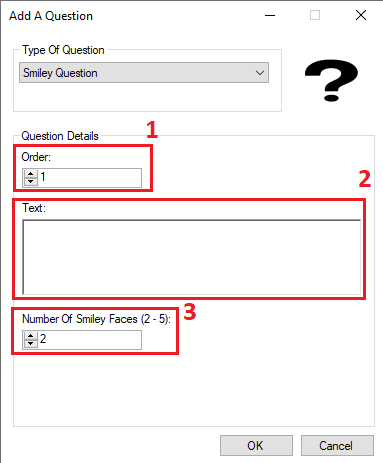 Add A Question
Type Of Question
Smiley Question
?
1
Question Details
Order:
1
2
Text:
3
Number Of Smiley Faces (2 - 5):
2
OK Cancel